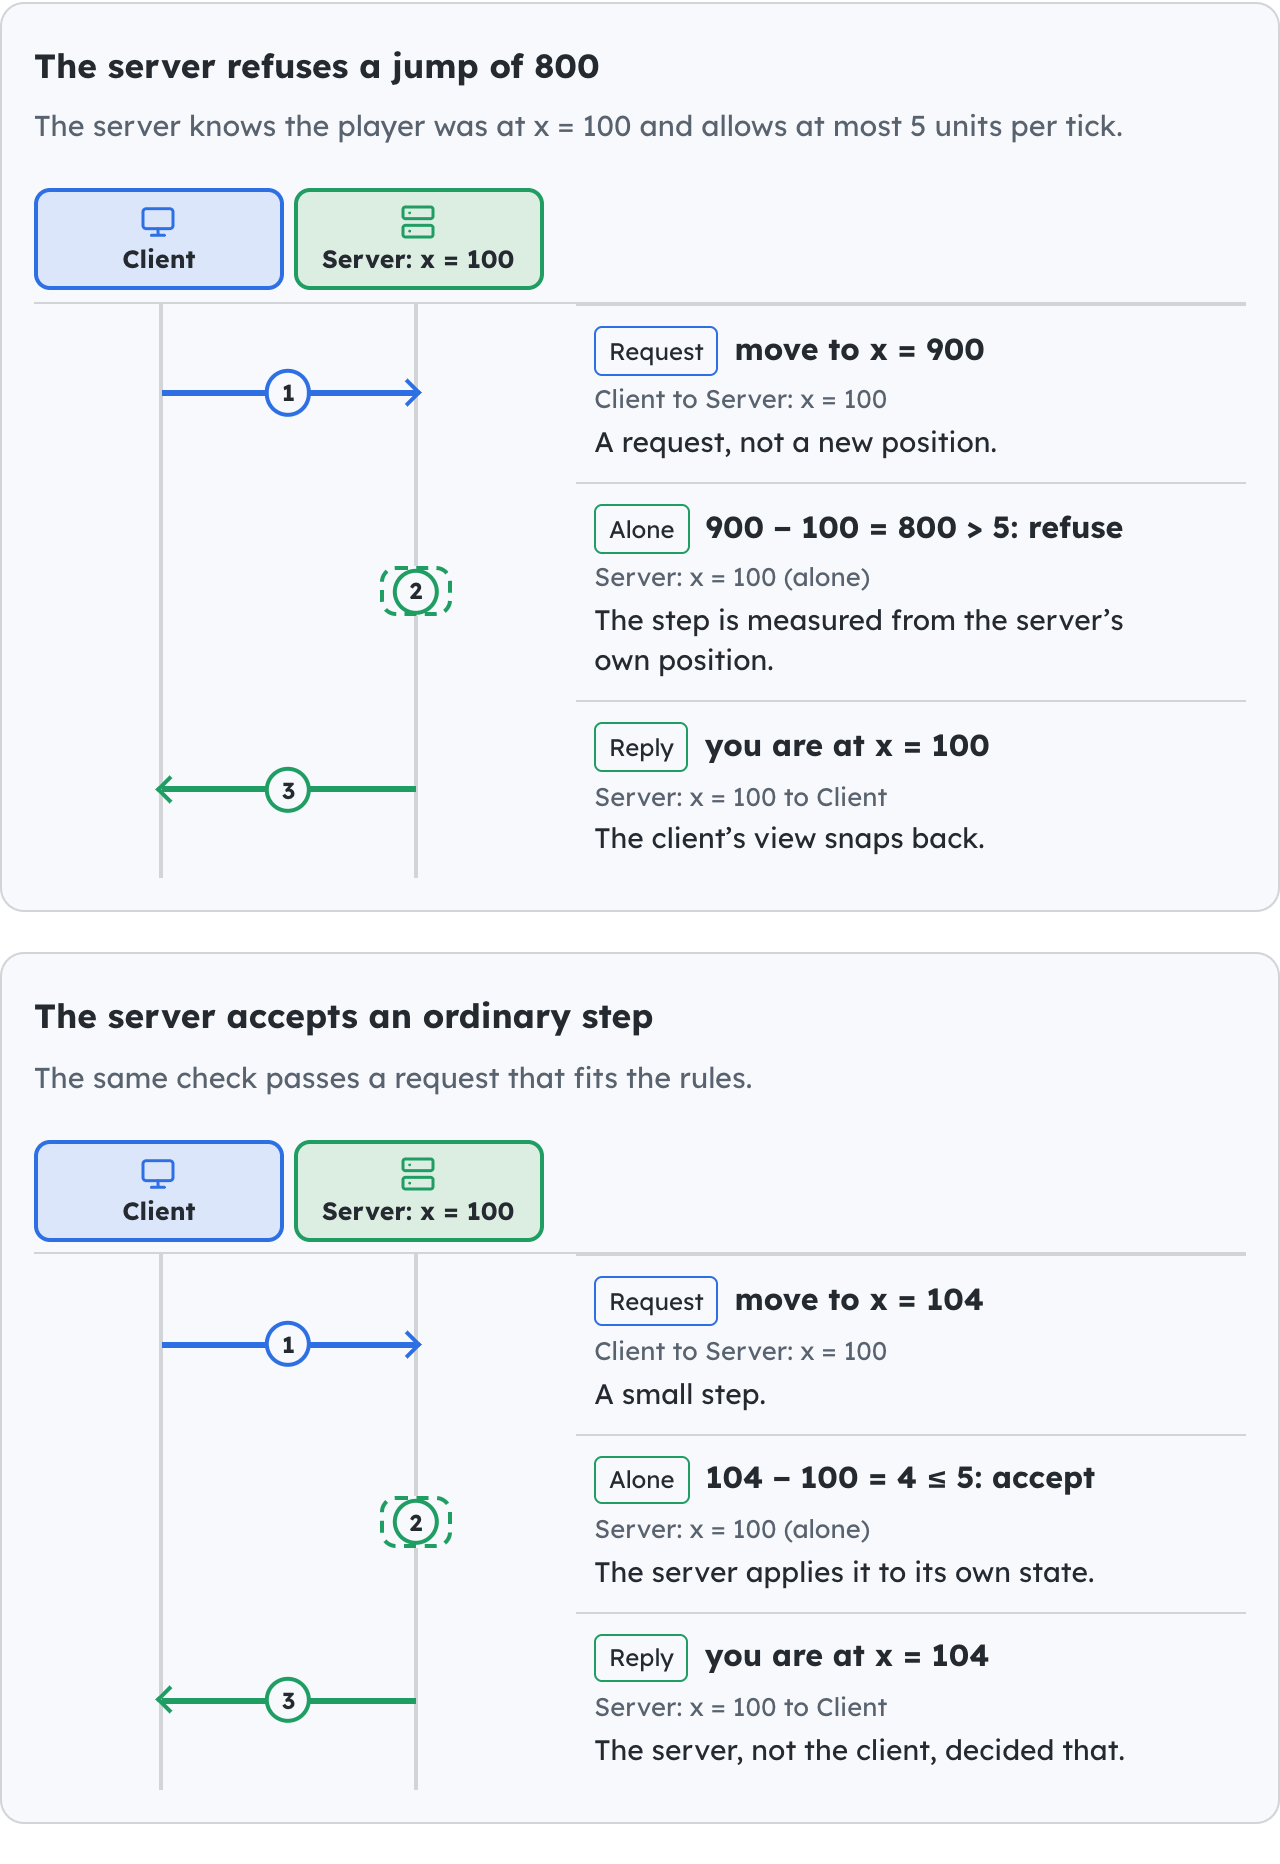 The server refuses a jump of 800
The server knows the player was at x = 100 and allows at most 5 units per tick.
Client
Server: x = 100
1
Request move to x = 900
Client to Server: x = 100
A request, not a new position.
2
Alone 900 − 100 = 800 > 5: refuse
Server: x = 100 (alone)
The step is measured from the server’s
own position.
3
Reply you are at x = 100
Server: x = 100 to Client
The client’s view snaps back.
The server accepts an ordinary step
The same check passes a request that fits the rules.
Client
Server: x = 100
1
Request move to x = 104
Client to Server: x = 100
A small step.
2
Alone 104 − 100 = 4 ≤ 5: accept
Server: x = 100 (alone)
The server applies it to its own state.
3
Reply you are at x = 104
Server: x = 100 to Client
The server, not the client, decided that.